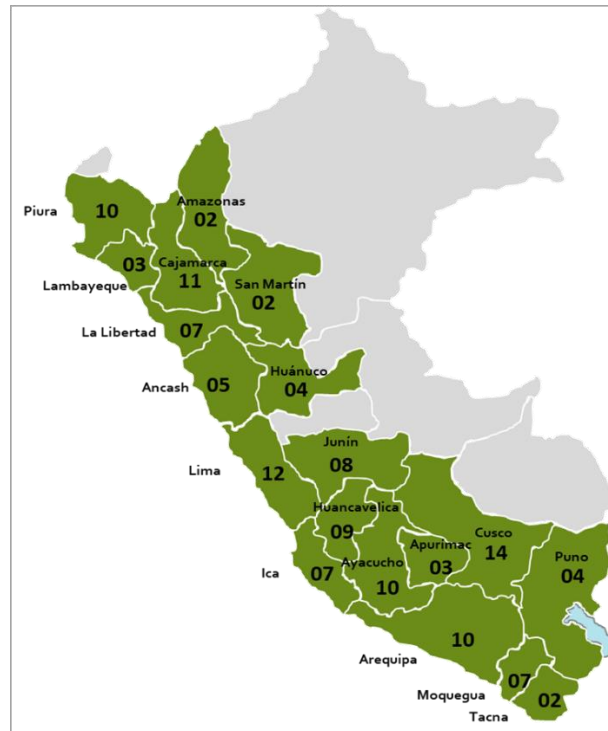 Amazonas
02
Piura
10
03
Cajamarca
11
Lambayeque
San Martín
02
La Libertad
07
Huánuco
04
Ancash
05
Junín
08
Lima
12
Huancavelica
09
Cusco
14
Apurímac
03
Puno
04
Ayacucho
10
Ica
07
10
Arequipa
07
Moquegua
02
Tacna